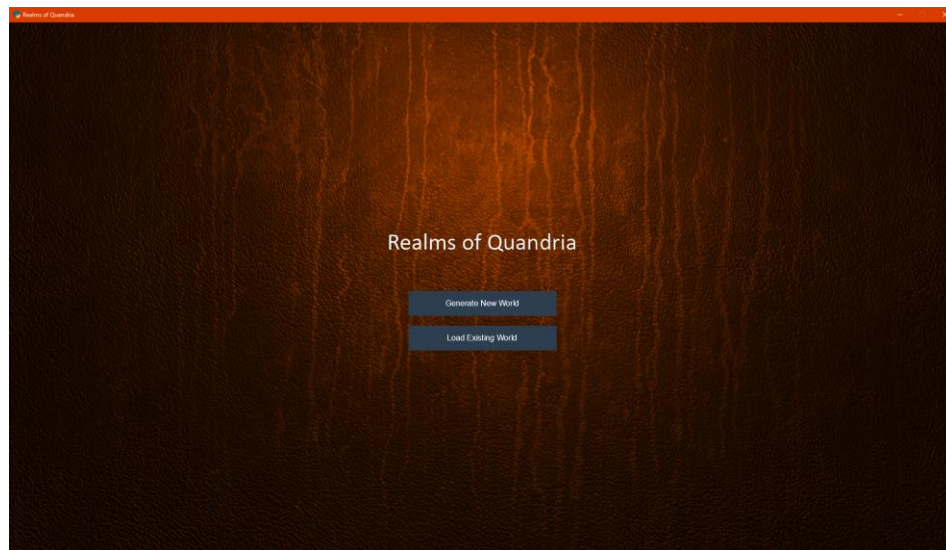 Realms of Quandria
Realms of Quandria
Generate New World
Load Existing World